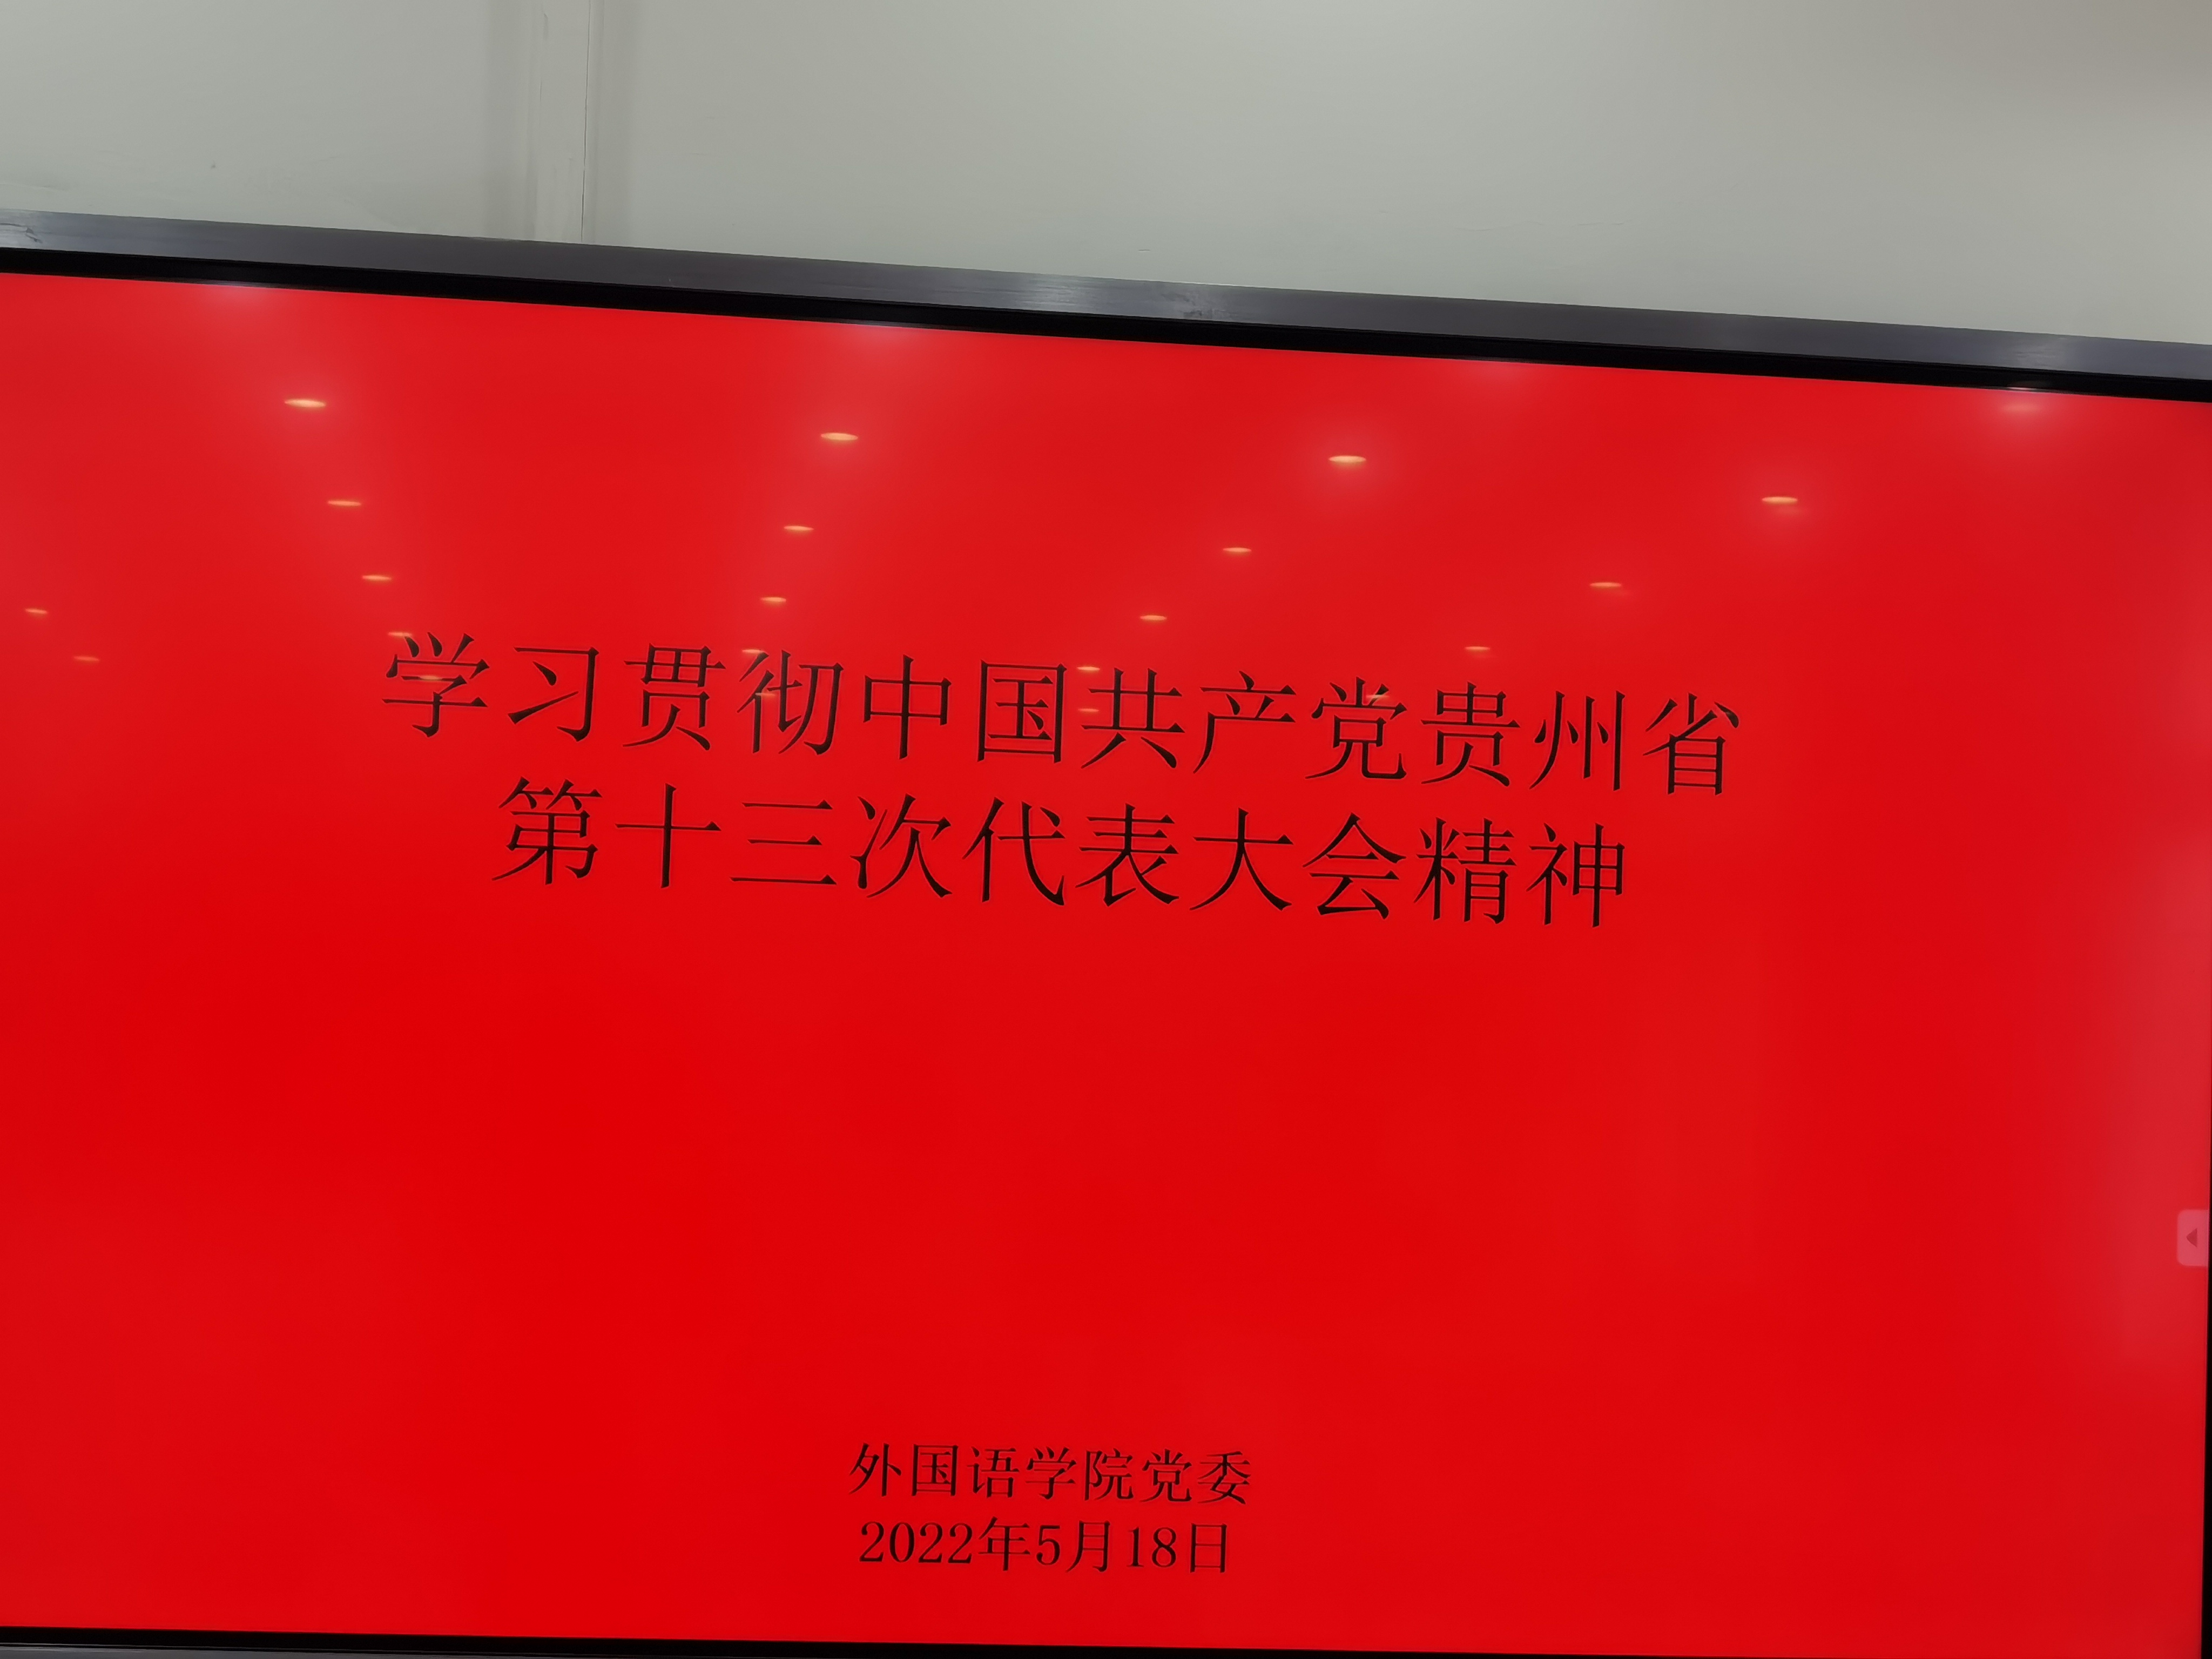 学习贯彻中国共产党贵州省
第十三次代表大会精神
外国语学院党委
2022年5月18日